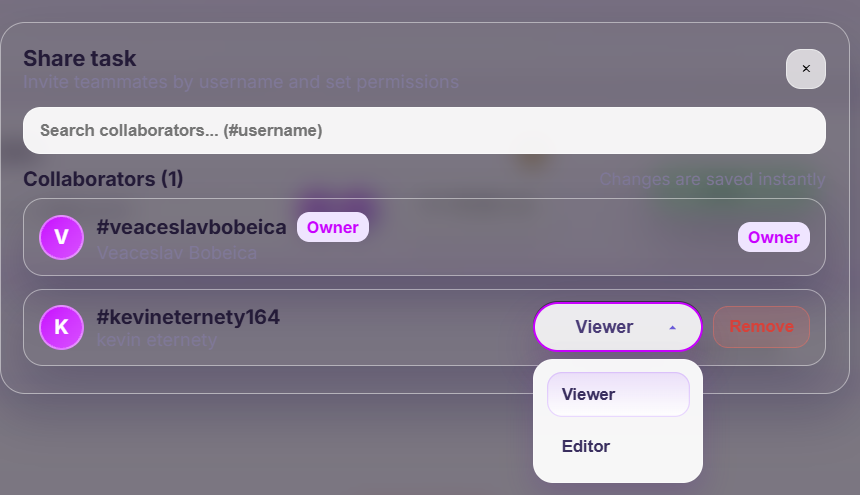 Share task
Invite teammates by username and set permissions
×
Search collaborators... (#username)
Collaborators (1)
Changes are saved instantly
V
#veaceslavbobeica
Owner
Veaceslav Bobeica
Owner
K
#kevineternety164
kevin eternety
Viewer
Remove
Viewer
Editor